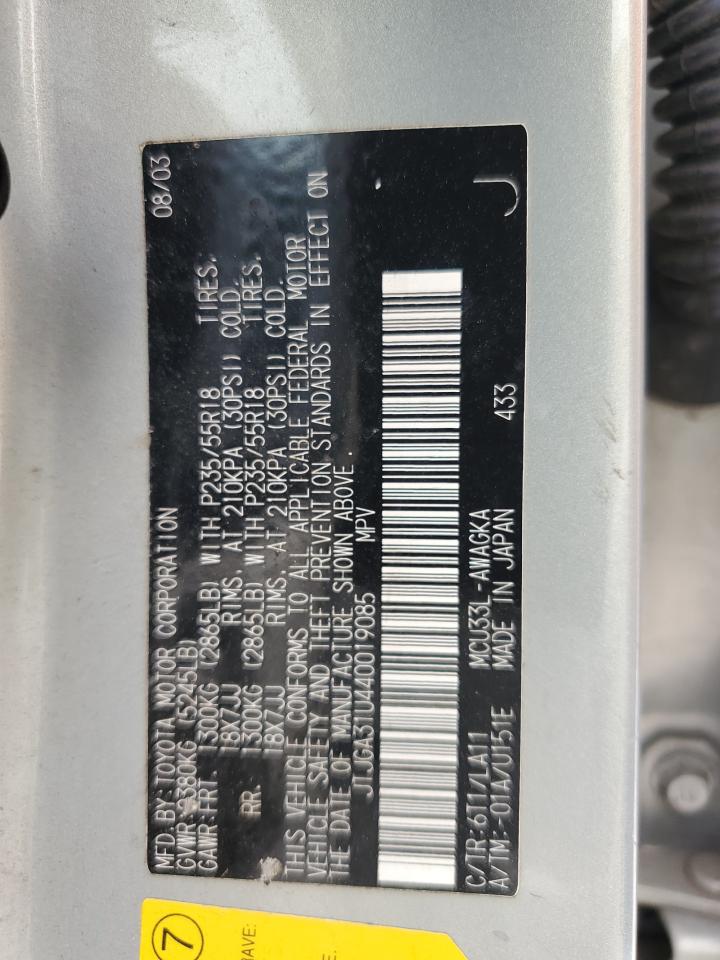 MFD. BY: TOYOTA MOTOR CORPORATION 08/03
GVWR: 2380KG (5245LB)
GAWR: FRT. 1300KG (2865LB) WITH P235/55R18 TIRES,
18X7JJ RIMS, AT 210KPA (30PSI) COLD.
RR. 1300KG (2865LB) WITH P235/55R18 TIRES,
18X7JJ RIMS, AT 210KPA (30PSI) COLD.
THIS VEHICLE CONFORMS TO ALL APPLICABLE FEDERAL MOTOR
VEHICLE SAFETY AND THEFT PREVENTION STANDARDS IN EFFECT ON
THE DATE OF MANUFACTURE SHOWN ABOVE.
JTJGA31U440019085 MPV
C/TR:6T7/LA11 MCU33L-AWAGKA
A/TM:-01A/U151E MADE IN JAPAN 433 J
7